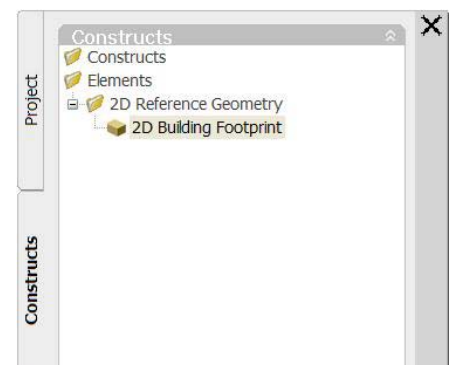 Constructs
Constructs
Elements
2D Reference Geometry
2D Building Footprint
Project
Constructs